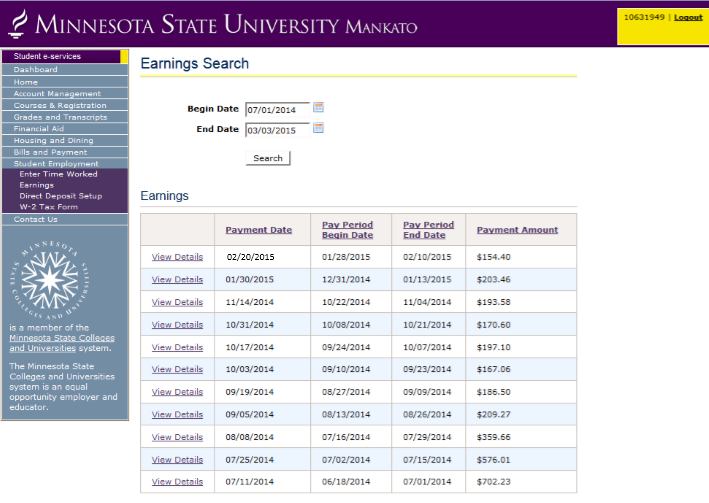 MINNESOTA STATE UNIVERSITY MANKATO
10631949 | Logout
Student e-services
Dashboard
Home
Account Management
Courses & Registration
Grades and Transcripts
Financial Aid
Housing and Dining
Bills and Payment
Student Employment
Enter Time Worked
Earnings
Direct Deposit Setup
W-2 Tax Form
Contact Us
MINNESOTA
STATE COLLEGES AND UNIVERSITIES
is a member of the
Minnesota State Colleges
and Universities system.
The Minnesota State
Colleges and Universities
system is an equal
opportunity employer and
educator.
Earnings Search
Begin Date 07/01/2014
End Date 03/03/2015
Search
Earnings
Payment Date Pay Period Begin Date Pay Period End Date Payment Amount
View Details 02/20/2015 01/28/2015 02/10/2015 $154.40
View Details 01/30/2015 12/31/2014 01/13/2015 $203.46
View Details 11/14/2014 10/22/2014 11/04/2014 $193.58
View Details 10/31/2014 10/08/2014 10/21/2014 $170.60
View Details 10/17/2014 09/24/2014 10/07/2014 $197.10
View Details 10/03/2014 09/10/2014 09/23/2014 $167.06
View Details 09/19/2014 08/27/2014 09/09/2014 $186.50
View Details 09/05/2014 08/13/2014 08/26/2014 $209.27
View Details 08/08/2014 07/16/2014 07/29/2014 $359.66
View Details 07/25/2014 07/02/2014 07/15/2014 $576.01
View Details 07/11/2014 06/18/2014 07/01/2014 $702.23